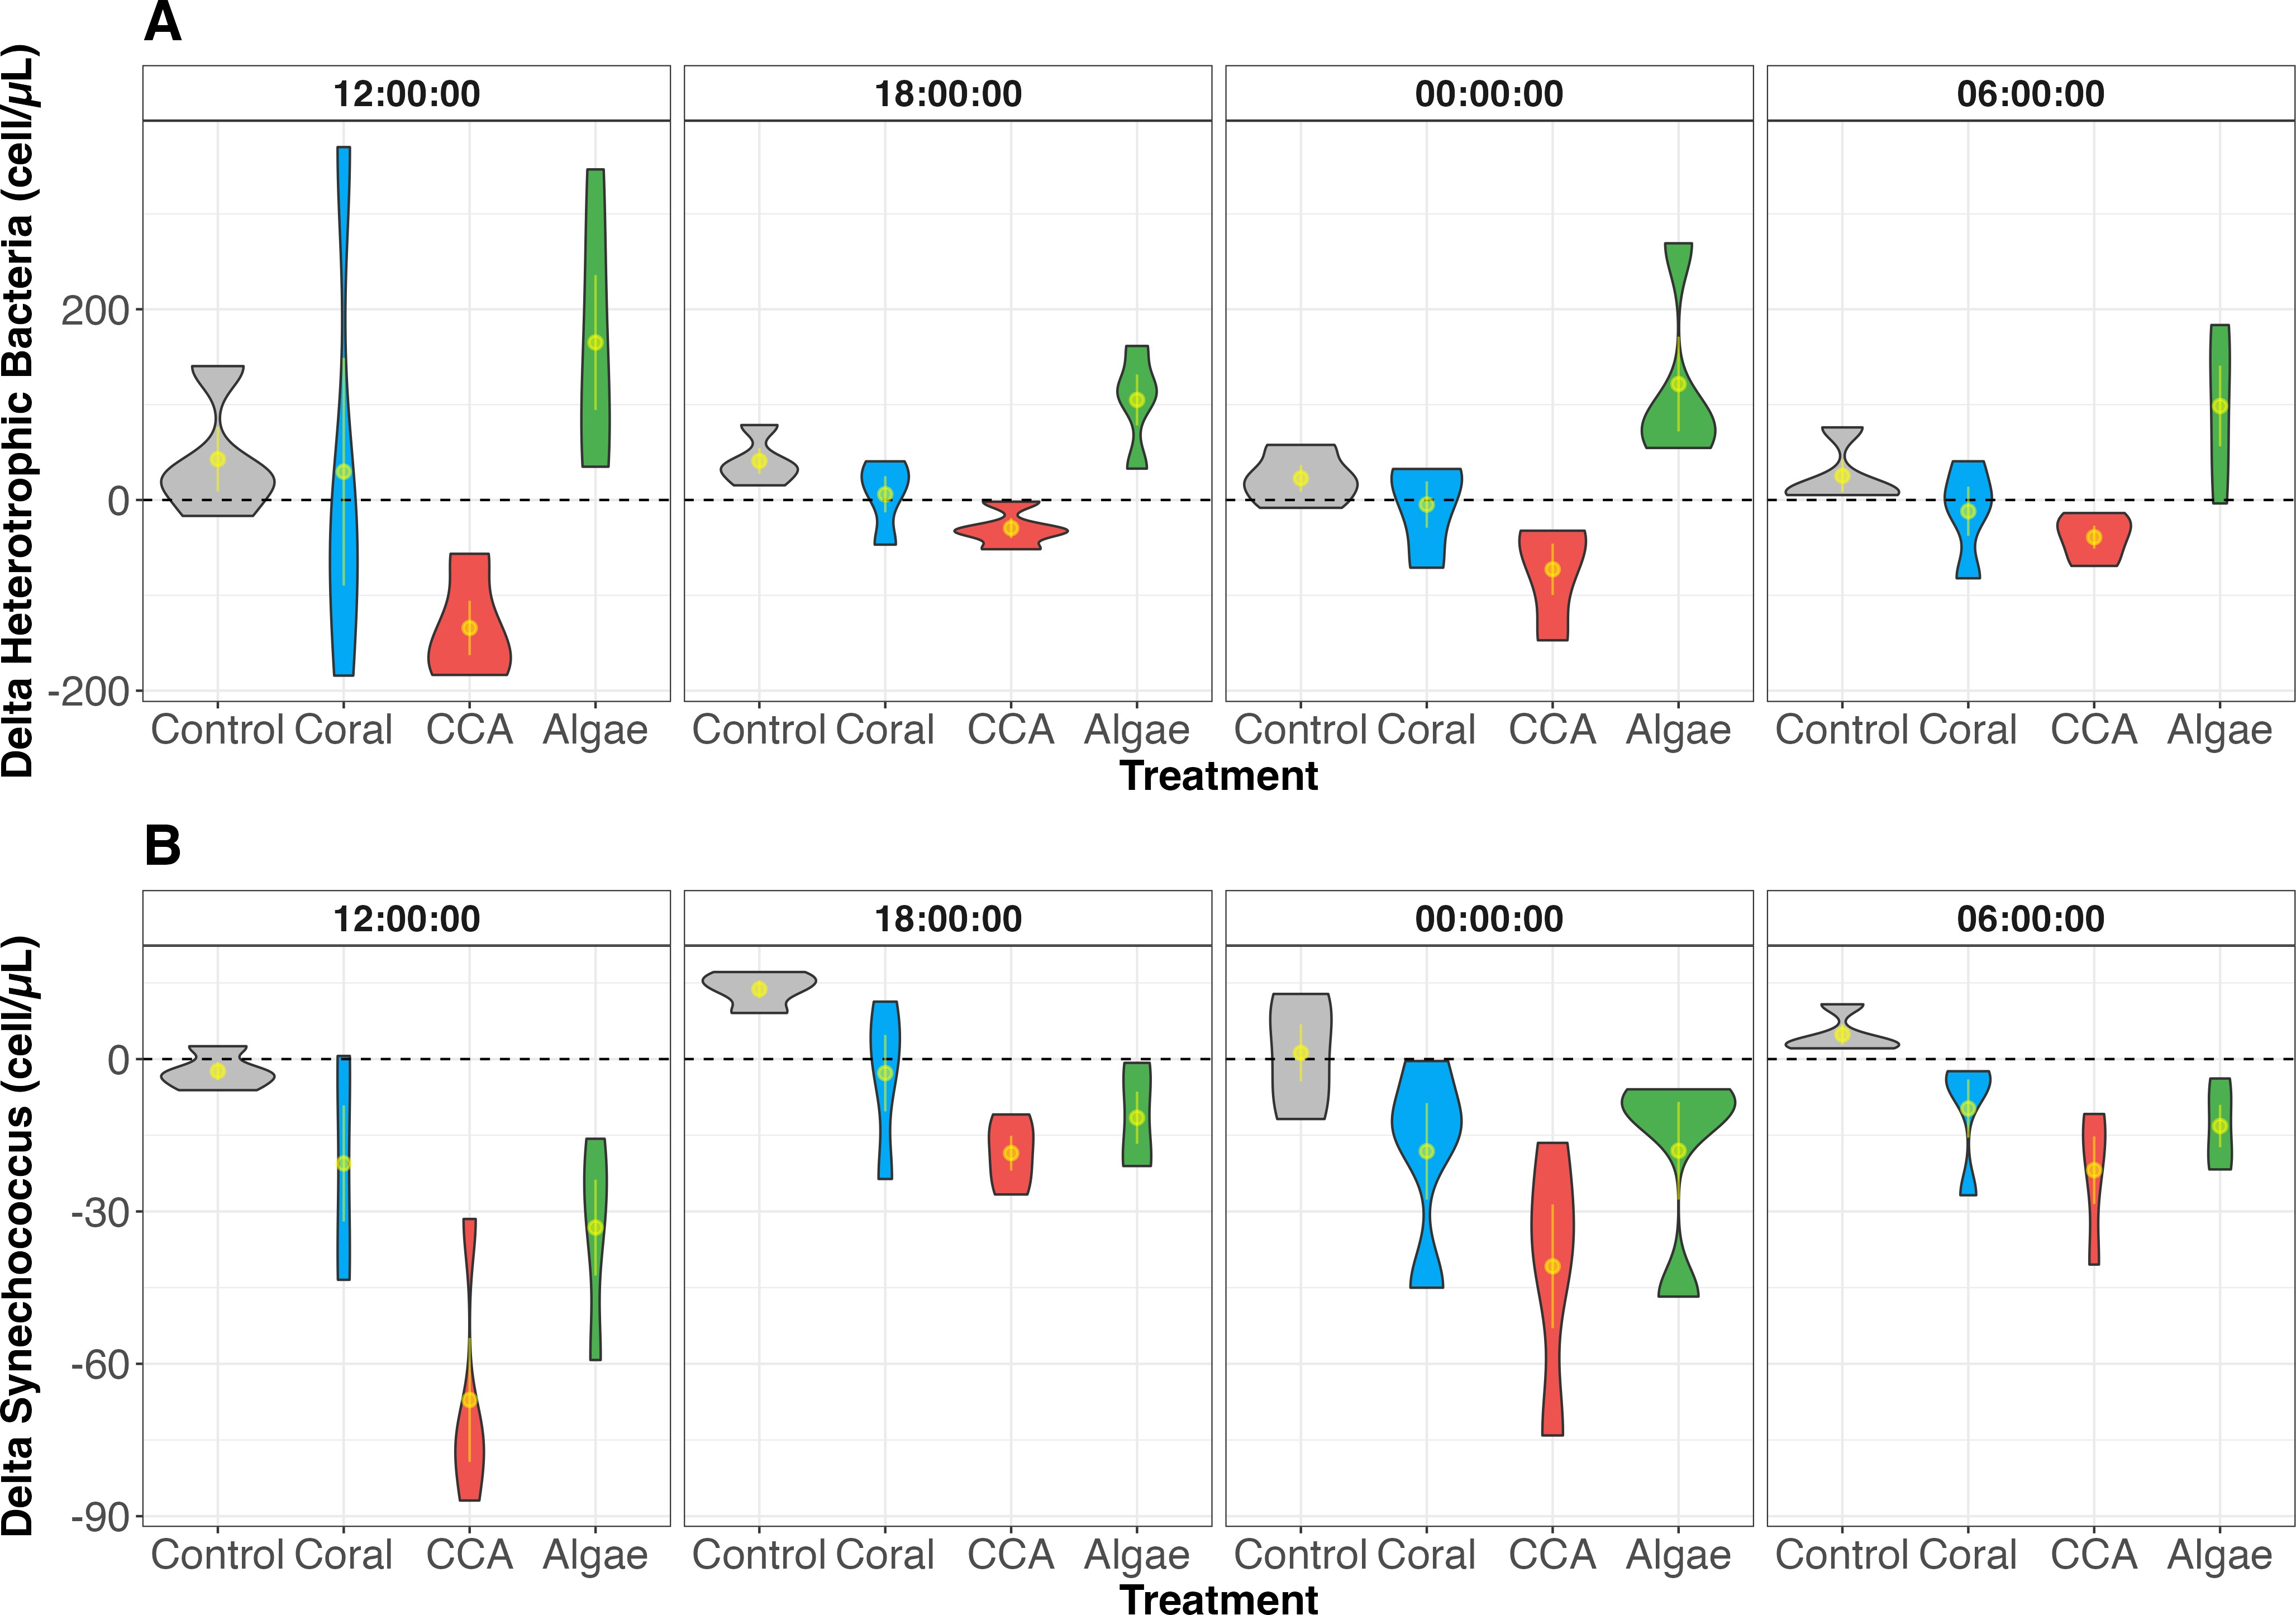 A
Delta Heterotrophic Bacteria (cell/μL)
12:00:00 18:00:00 00:00:00 06:00:00
200
0
-200
Control Coral CCA Algae Control Coral CCA Algae Control Coral CCA Algae Control Coral CCA Algae
Treatment
B
Delta Synechococcus (cell/μL)
12:00:00 18:00:00 00:00:00 06:00:00
0
-30
-60
-90
Control Coral CCA Algae Control Coral CCA Algae Control Coral CCA Algae Control Coral CCA Algae
Treatment